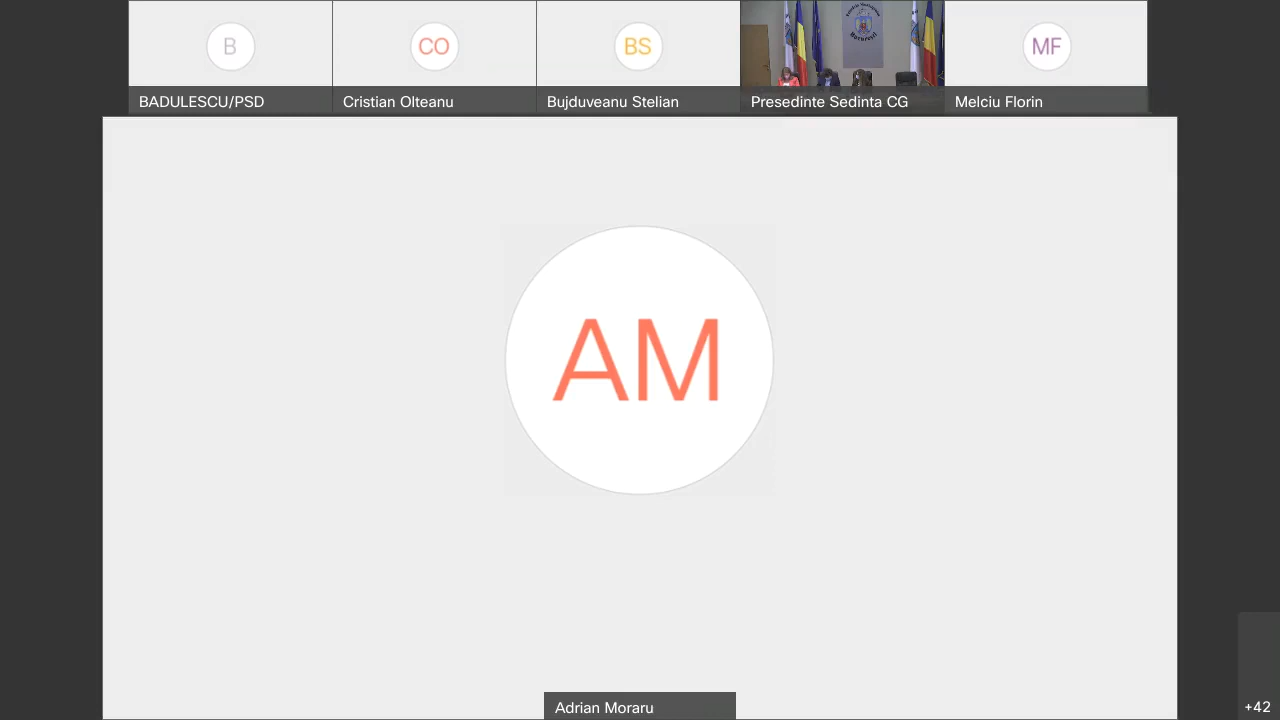 B
CO
BS
MF
BADULESCU/PSD
Cristian Olteanu
Bujduveanu Stelian
Presedinte Sedinta CG
Melciu Florin
AM
Adrian Moraru
+42